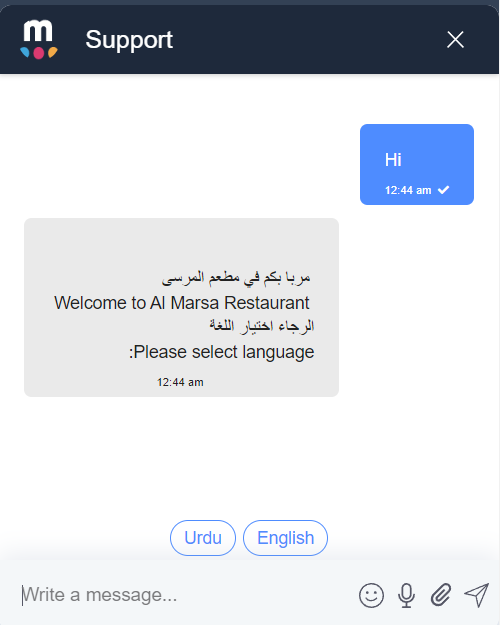 Support
Hi
12:44 am
مربا بكم في مطعم المرسى
Welcome to Al Marsa Restaurant
الرجاء اختيار اللغة
:Please select language
12:44 am
Urdu
English
Write a message...